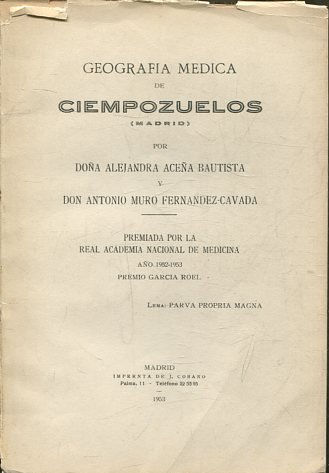 GEOGRAFIA MEDICA
DE
CIEMPOZUELOS
(MADRID)
POR
DOÑA ALEJANDRA ACEÑA BAUTISTA
Y
DON ANTONIO MURO FERNANDEZ-CAVADA
PREMIADA POR LA
REAL ACADEMIA NACIONAL DE MEDICINA
AÑO 1952-1953
PREMIO GARCIA ROEL
LEMA: PARVA PROPRIA MAGNA
MADRID
IMPRENTA DE J. COSANO
Palma, 11 - Teléfono 22 55 05
1953